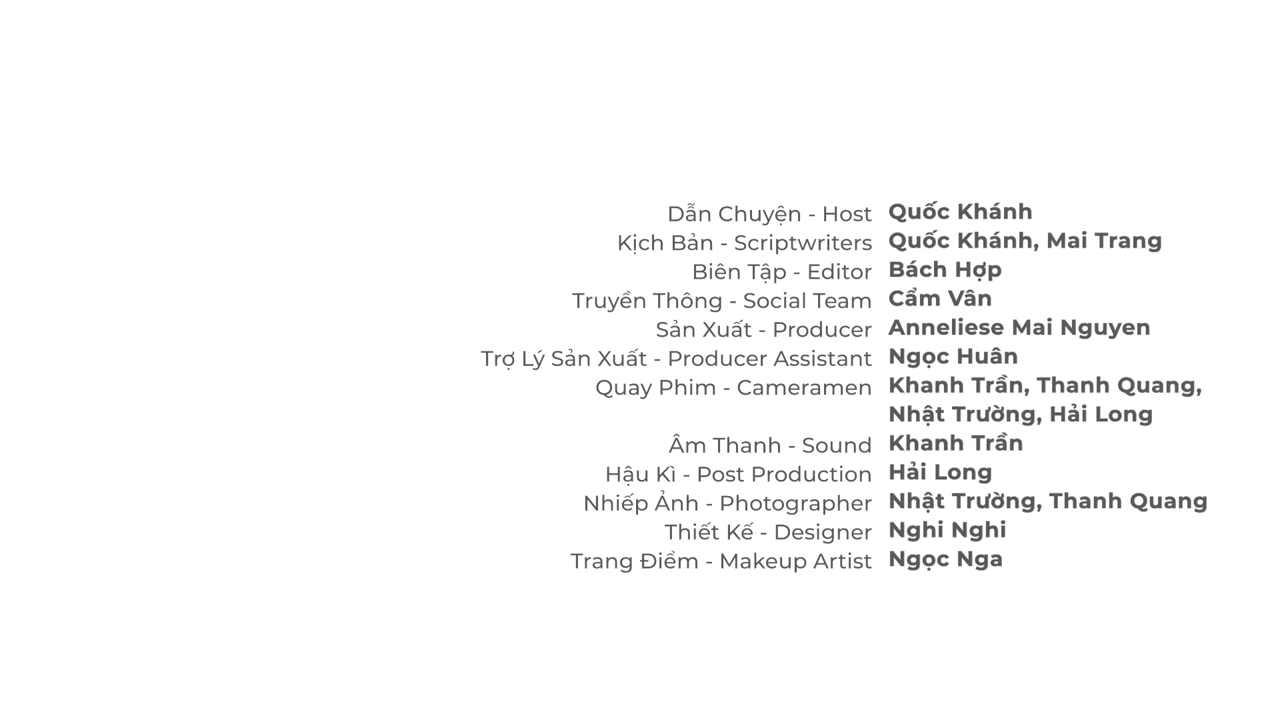 Dẫn Chuyện - Host Quốc Khánh
Kịch Bản - Scriptwriters Quốc Khánh, Mai Trang
Biên Tập - Editor Bách Hợp
Truyền Thông - Social Team Cẩm Vân
Sản Xuất - Producer Anneliese Mai Nguyen
Trợ Lý Sản Xuất - Producer Assistant Ngọc Huân
Quay Phim - Cameramen Khanh Trần, Thanh Quang,
Nhật Trường, Hải Long
Âm Thanh - Sound Khanh Trần
Hậu Kì - Post Production Hải Long
Nhiếp Ảnh - Photographer Nhật Trường, Thanh Quang
Thiết Kế - Designer Nghi Nghi
Trang Điểm - Makeup Artist Ngọc Nga